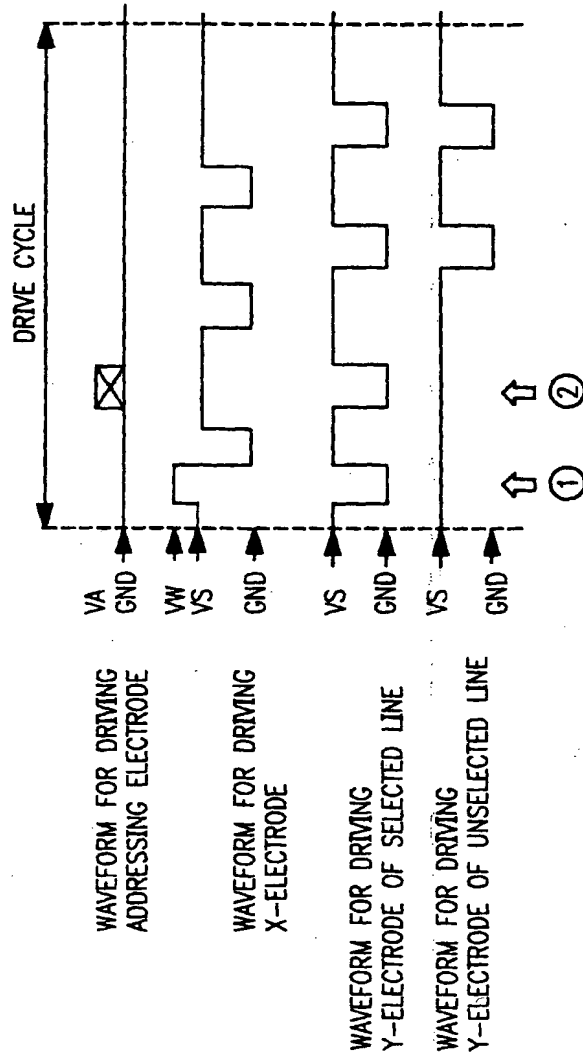 DRIVE CYCLE
WAVEFORM FOR DRIVING
ADDRESSING ELECTRODE
VA
GND
WAVEFORM FOR DRIVING
X-ELECTRODE
VW
VS
GND
WAVEFORM FOR DRIVING
Y-ELECTRODE OF SELECTED LINE
VS
GND
WAVEFORM FOR DRIVING
Y-ELECTRODE OF UNSELECTED LINE
VS
GND
1
2